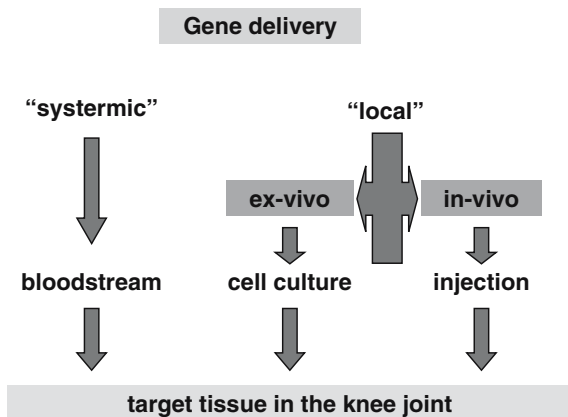 Gene delivery
“systermic”
“local”
ex-vivo
in-vivo
bloodstream
cell culture
injection
target tissue in the knee joint